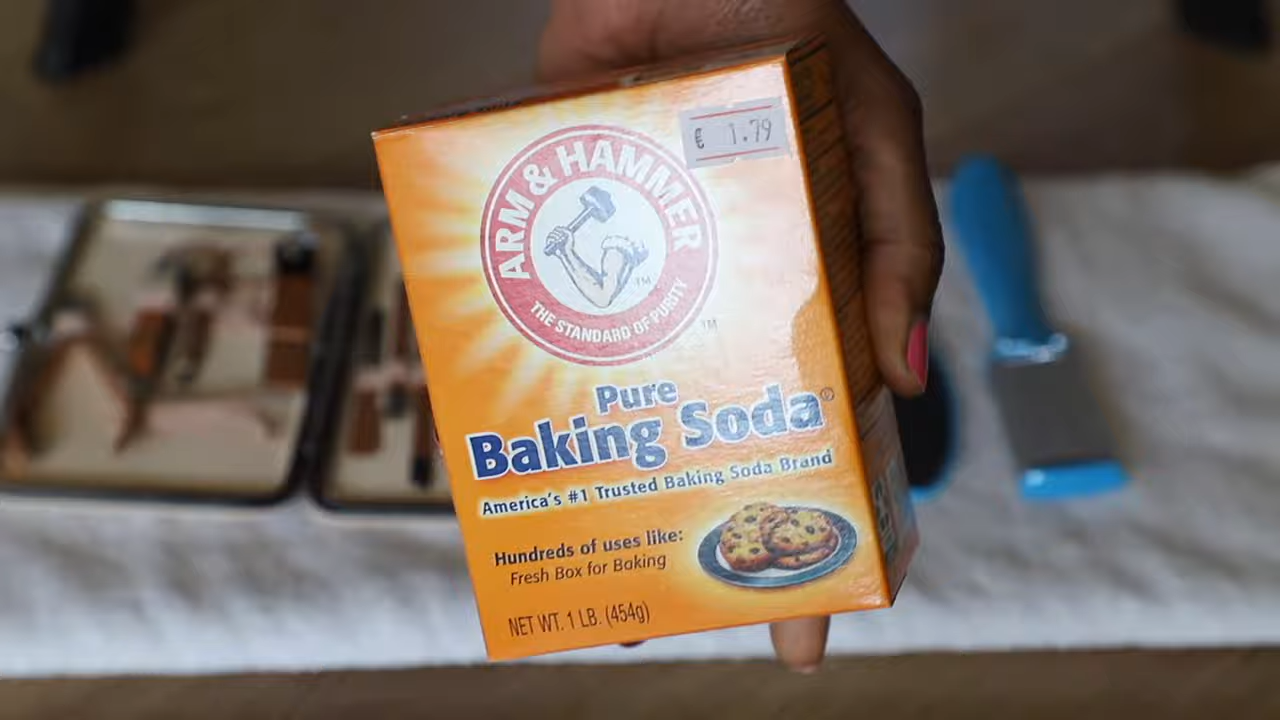 € 1.79
ARM & HAMMER
TM
THE STANDARD OF PURITY
TM
Pure
Baking Soda®
America's #1 Trusted Baking Soda Brand
Hundreds of uses like:
Fresh Box for Baking
NET WT. 1 LB. (454g)